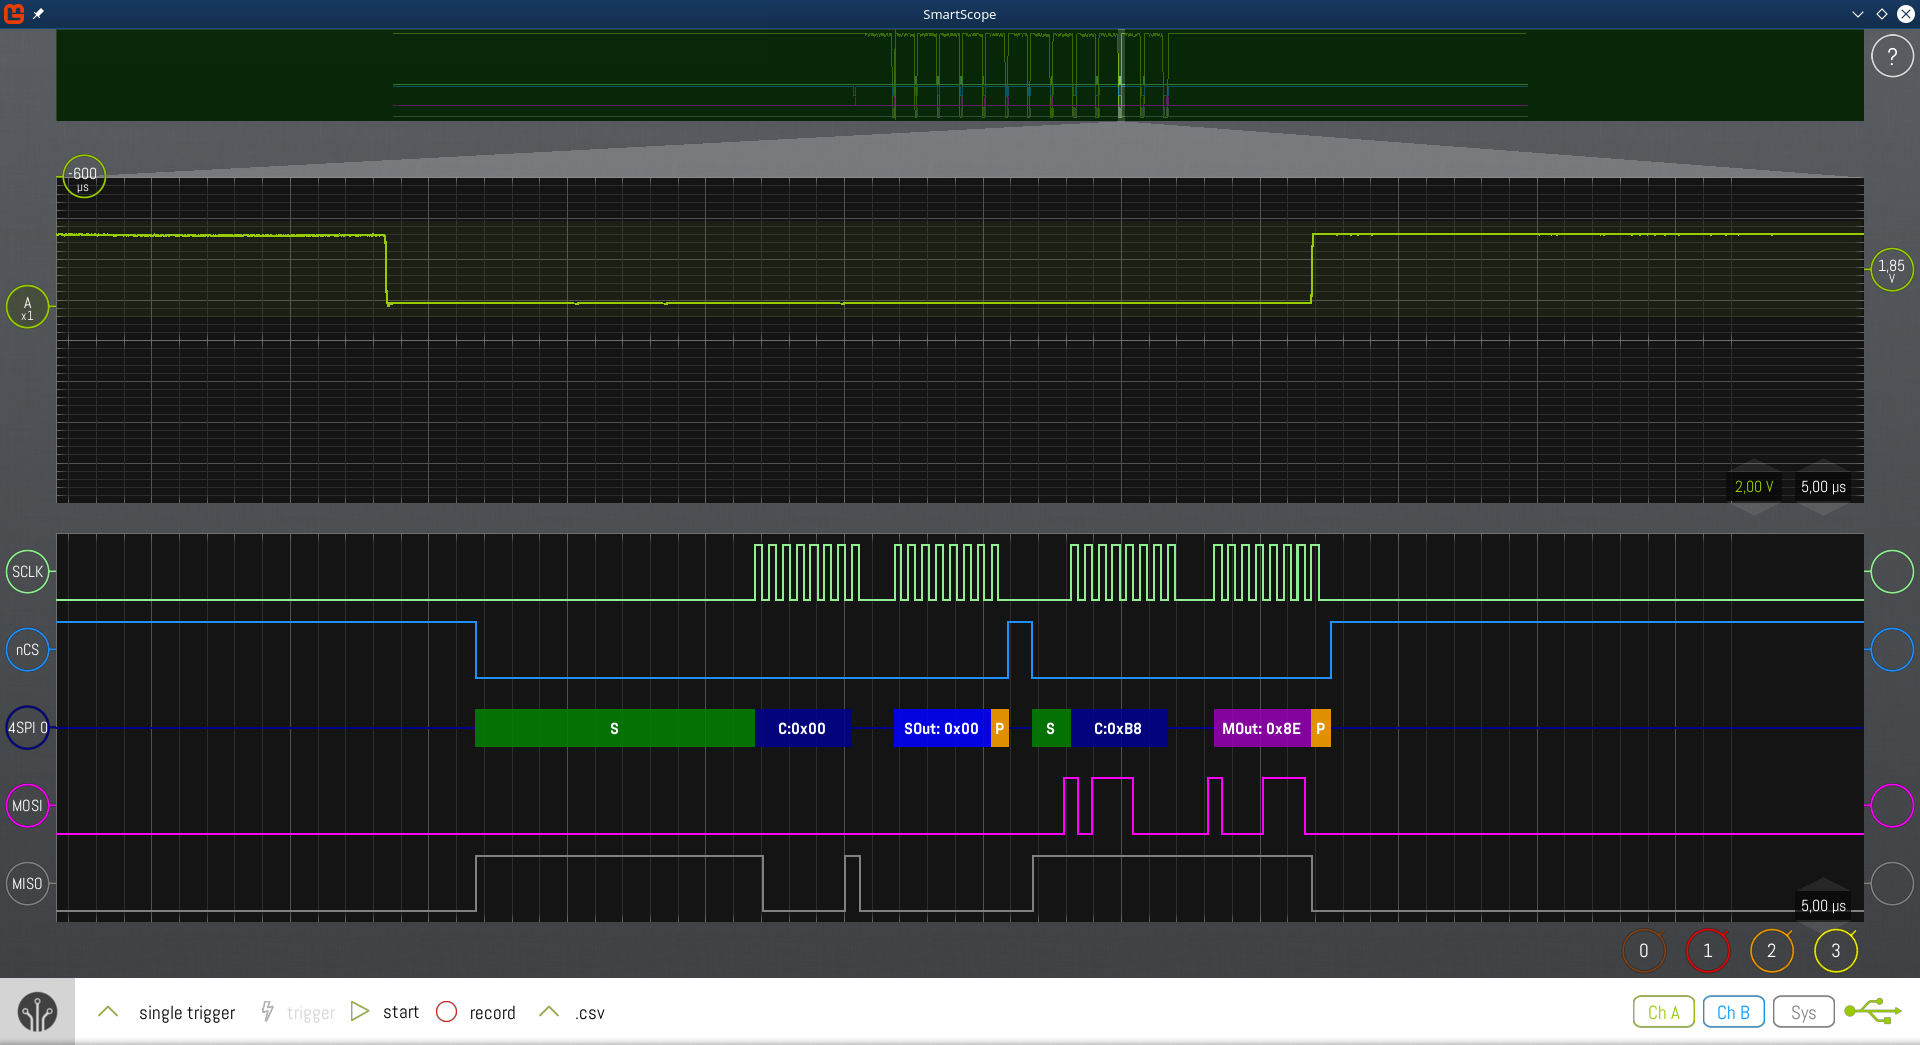 SmartScope
?
-600
µs
A
x1
1,85
V
2,00 V
5,00 µs
SCLK
nCS
4SPI 0
S
C:0x00
SOut: 0x00
P
S
C:0xB8
MOut: 0x8E
P
MOSI
MISO
5,00 µs
0
1
2
3
single trigger
trigger
start
record
.csv
Ch A
Ch B
Sys